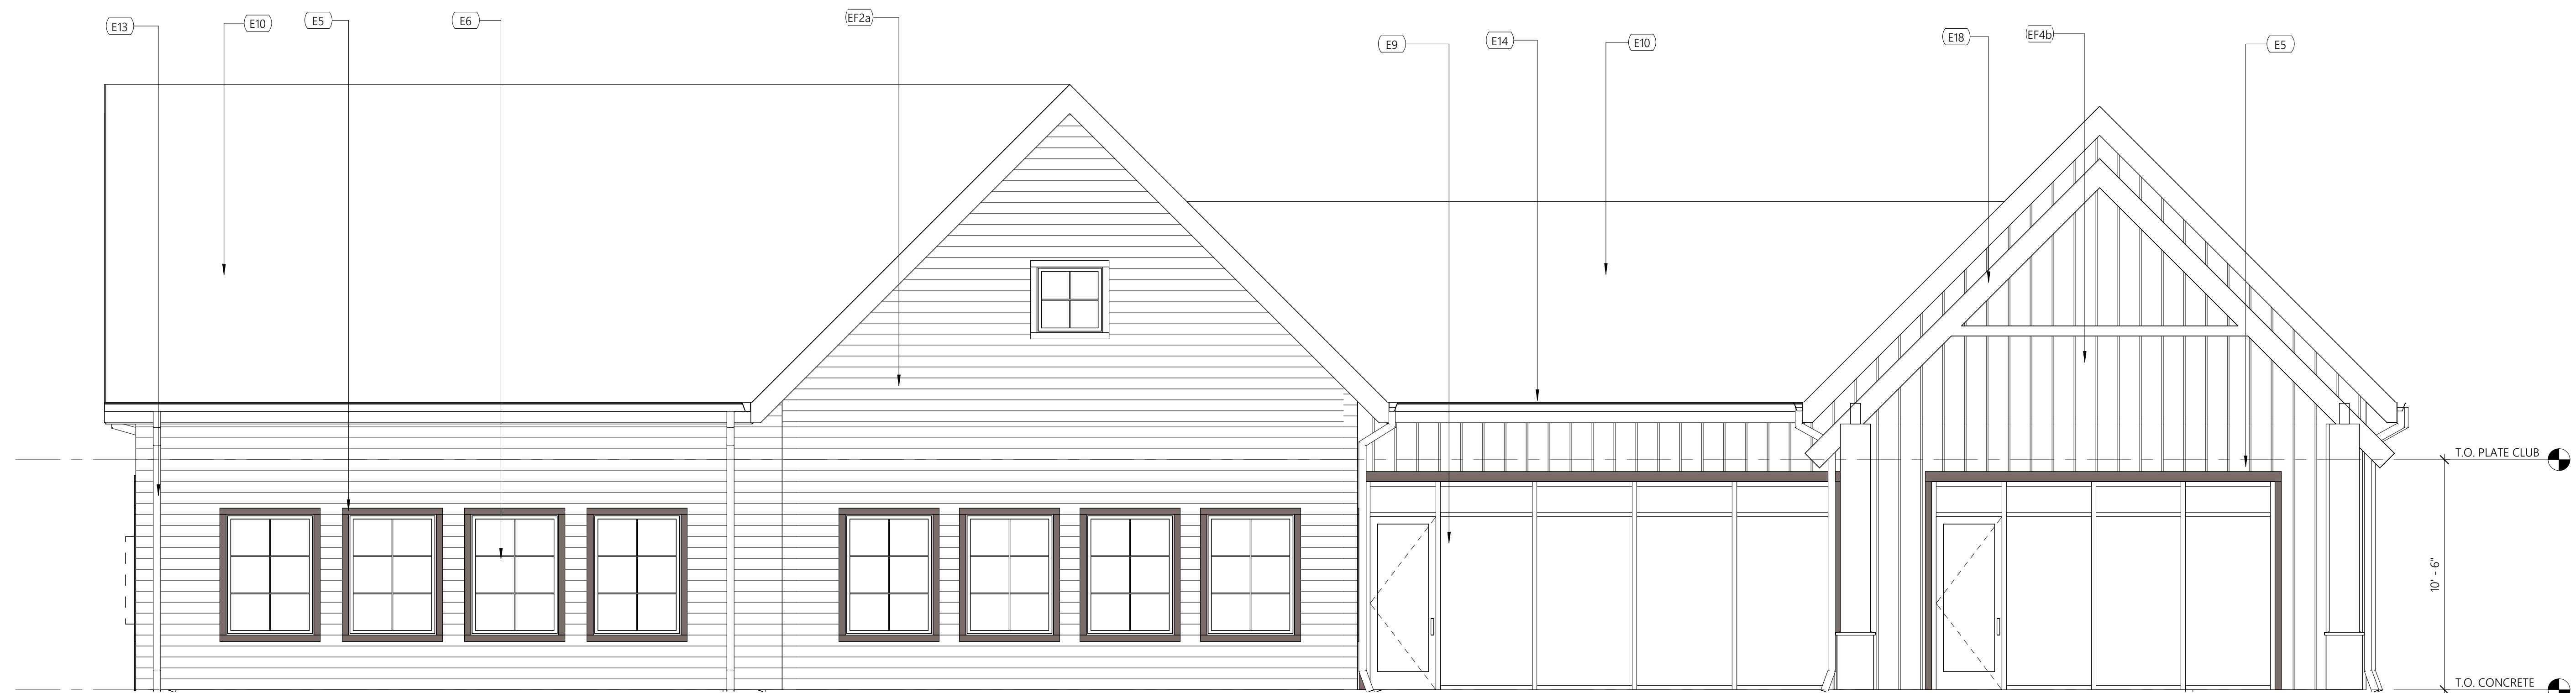 E13
E10
E5
E6
EF2a
E9
E14
E10
E18
EF4b
E5
T.O. PLATE CLUB
10' - 6"
T.O. CONCRETE